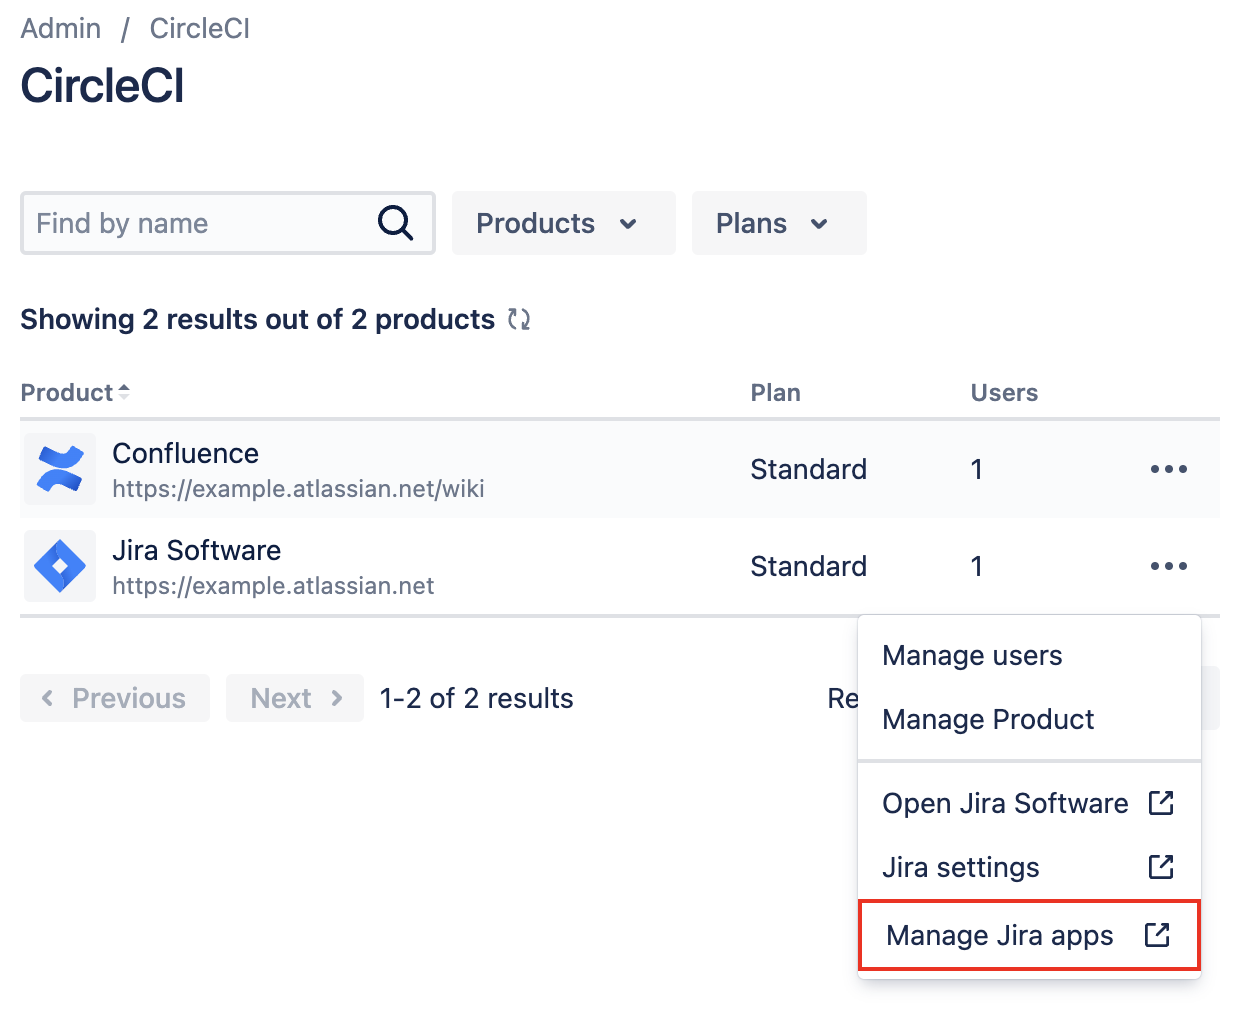 Admin / CircleCI
CircleCI
Find by name
Products
Plans
Showing 2 results out of 2 products
Product Plan Users
Confluence
https://example.atlassian.net/wiki
Standard 1
Jira Software
https://example.atlassian.net
Standard 1
Previous Next 1-2 of 2 results Re
Manage users
Manage Product
Open Jira Software
Jira settings
Manage Jira apps